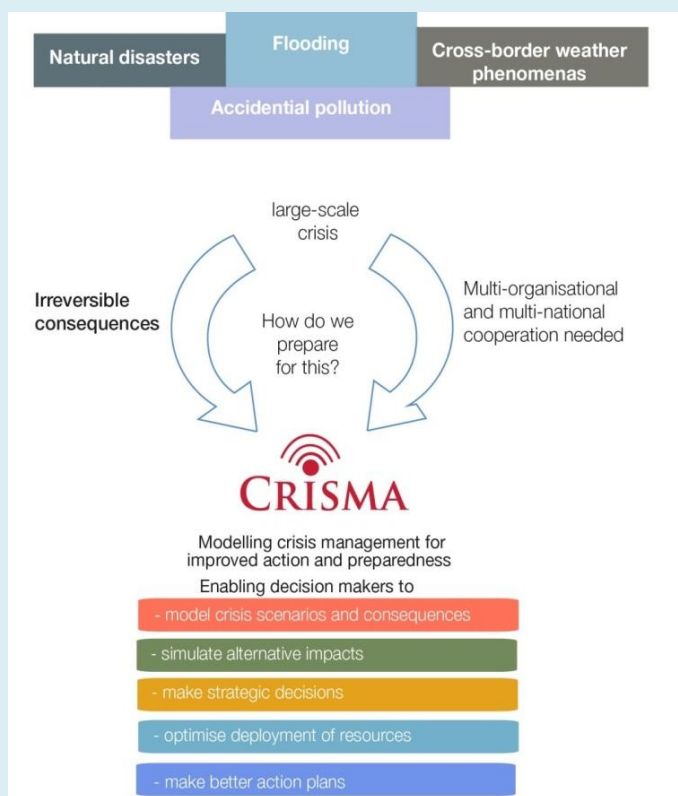 Natural disasters
Flooding
Cross-border weather
phenomenas
Accidential pollution
large-scale
crisis
Irreversible
consequences
How do we
prepare
for this?
Multi-organisational
and multi-national
cooperation needed
CRISMA
Modelling crisis management for
improved action and preparedness
Enabling decision makers to
- model crisis scenarios and consequences
- simulate alternative impacts
- make strategic decisions
- optimise deployment of resources
- make better action plans